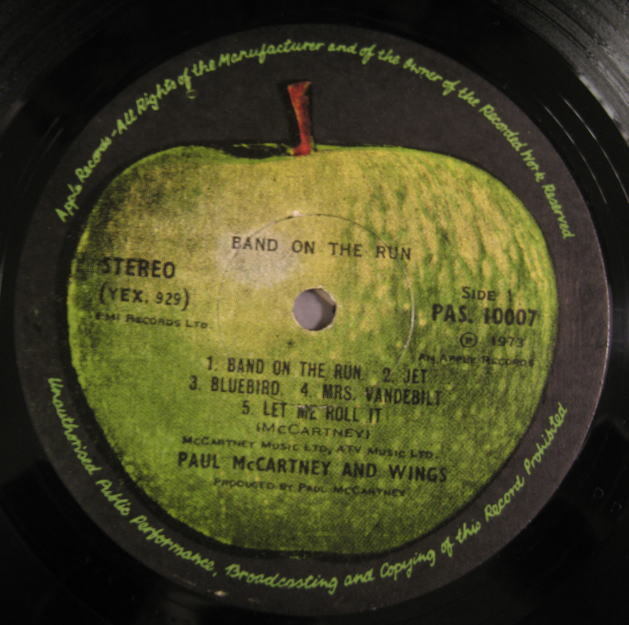 Apple Records - All Rights of the Manufacturer and of the Owner of the Recorded Work Reserved
BAND ON THE RUN
STEREO
(YEX. 929)
EMI RECORDS LTD.
SIDE 1
PAS. 10007
Ⓟ 1973
AN APPLE RECORDS
1. BAND ON THE RUN. 2. JET
3. BLUEBIRD. 4. MRS. VANDEBILT
5. LET ME ROLL IT
(McCARTNEY)
McCARTNEY MUSIC LTD, ATV MUSIC LTD.
PAUL McCARTNEY AND WINGS
PRODUCED BY PAUL McCARTNEY
Unauthorised Public Performance, Broadcasting and Copying of this Record Prohibited